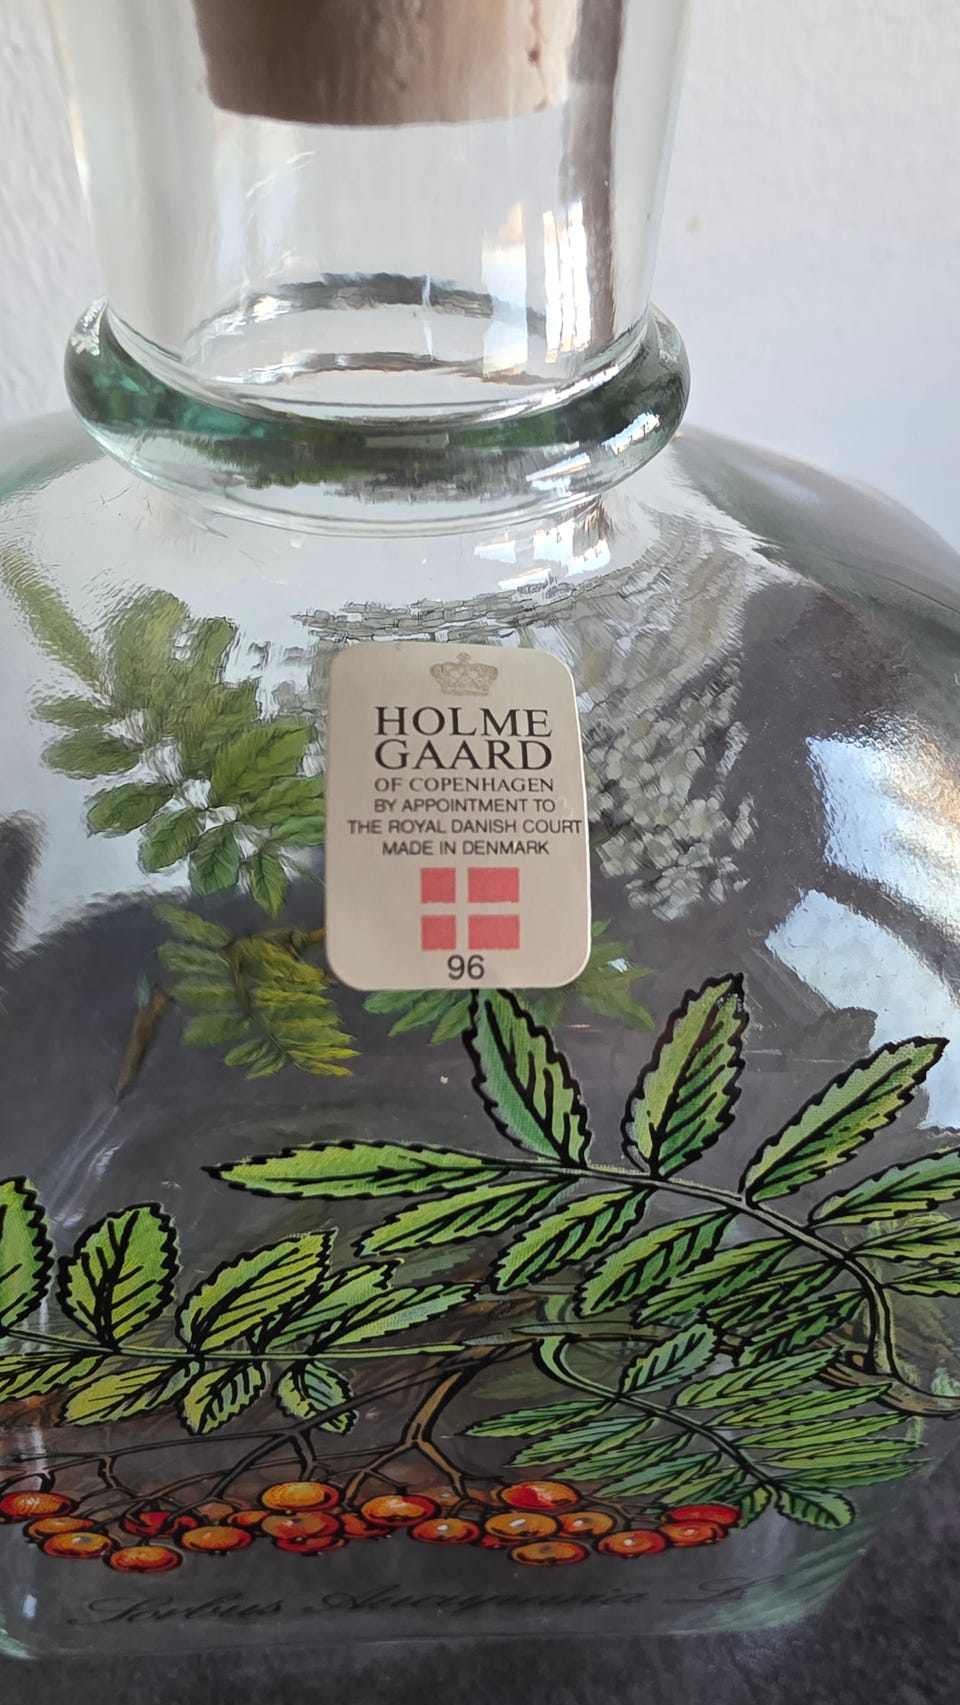 HOLME
GAARD
OF COPENHAGEN
BY APPOINTMENT TO
THE ROYAL DANISH COURT
MADE IN DENMARK
96
Sorbus Aucuparia L